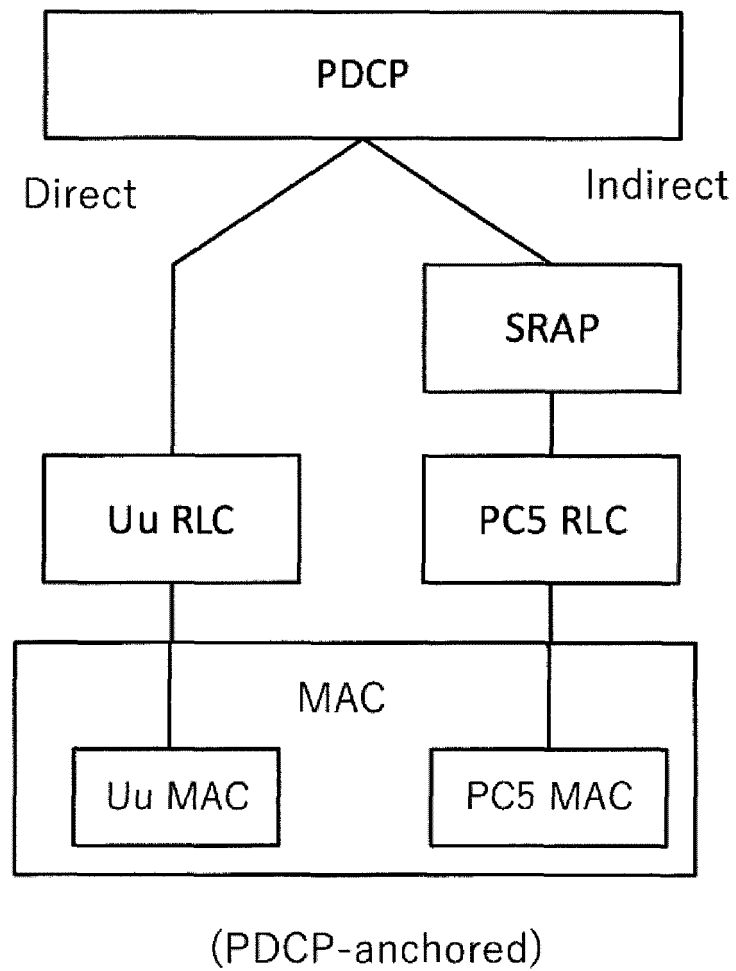 PDCP
Direct
Indirect
SRAP
Uu RLC
PC5 RLC
MAC
Uu MAC
PC5 MAC
(PDCP-anchored)